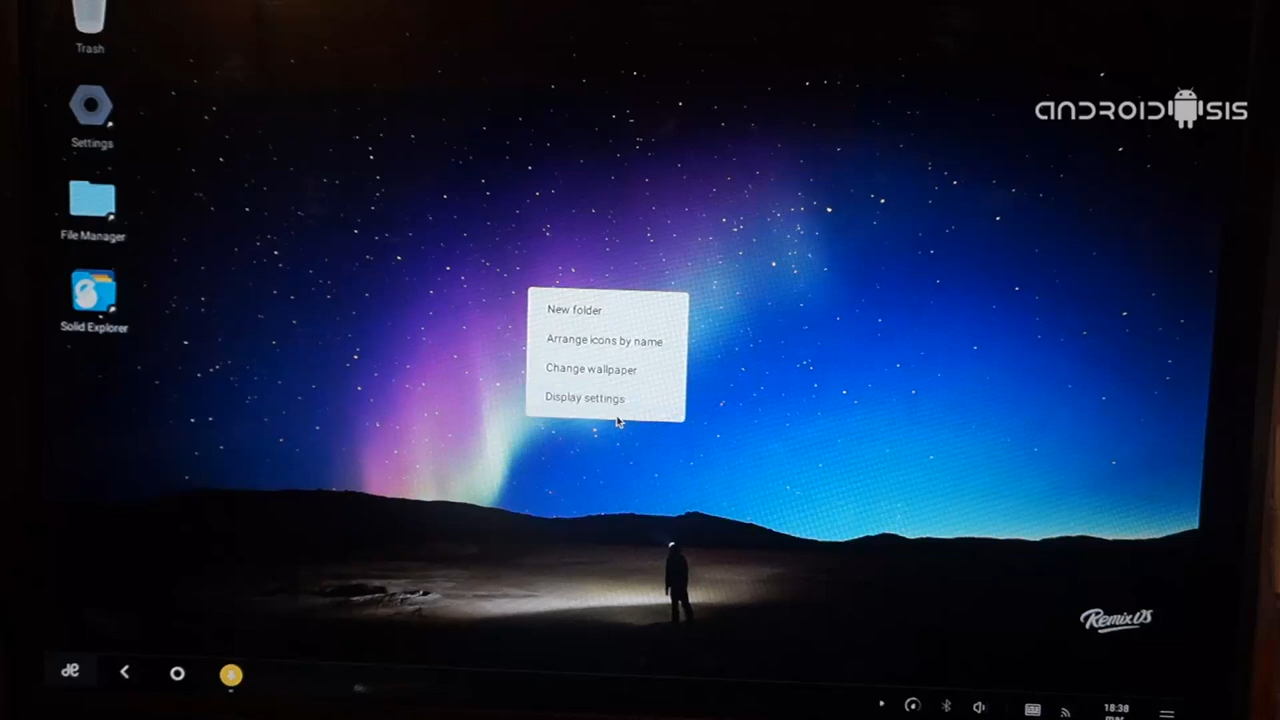 Trash
ANDROIDSIS
Settings
File Manager
Solid Explorer
New folder
Arrange icons by name
Change wallpaper
Display settings
Remix OS
18:38